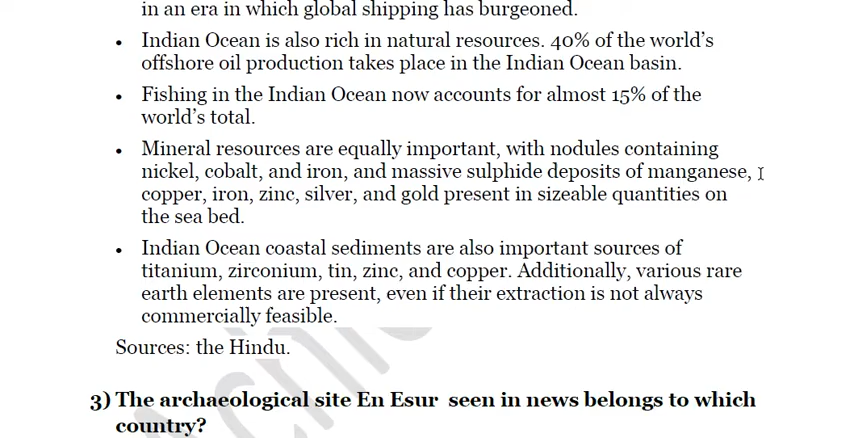 in an era in which global shipping has burgeoned.
• Indian Ocean is also rich in natural resources. 40% of the world's
offshore oil production takes place in the Indian Ocean basin.
• Fishing in the Indian Ocean now accounts for almost 15% of the
world's total.
• Mineral resources are equally important, with nodules containing
nickel, cobalt, and iron, and massive sulphide deposits of manganese,
copper, iron, zinc, silver, and gold present in sizeable quantities on
the sea bed.
• Indian Ocean coastal sediments are also important sources of
titanium, zirconium, tin, zinc, and copper. Additionally, various rare
earth elements are present, even if their extraction is not always
commercially feasible.
Sources: the Hindu.
3) The archaeological site En Esur seen in news belongs to which
country?